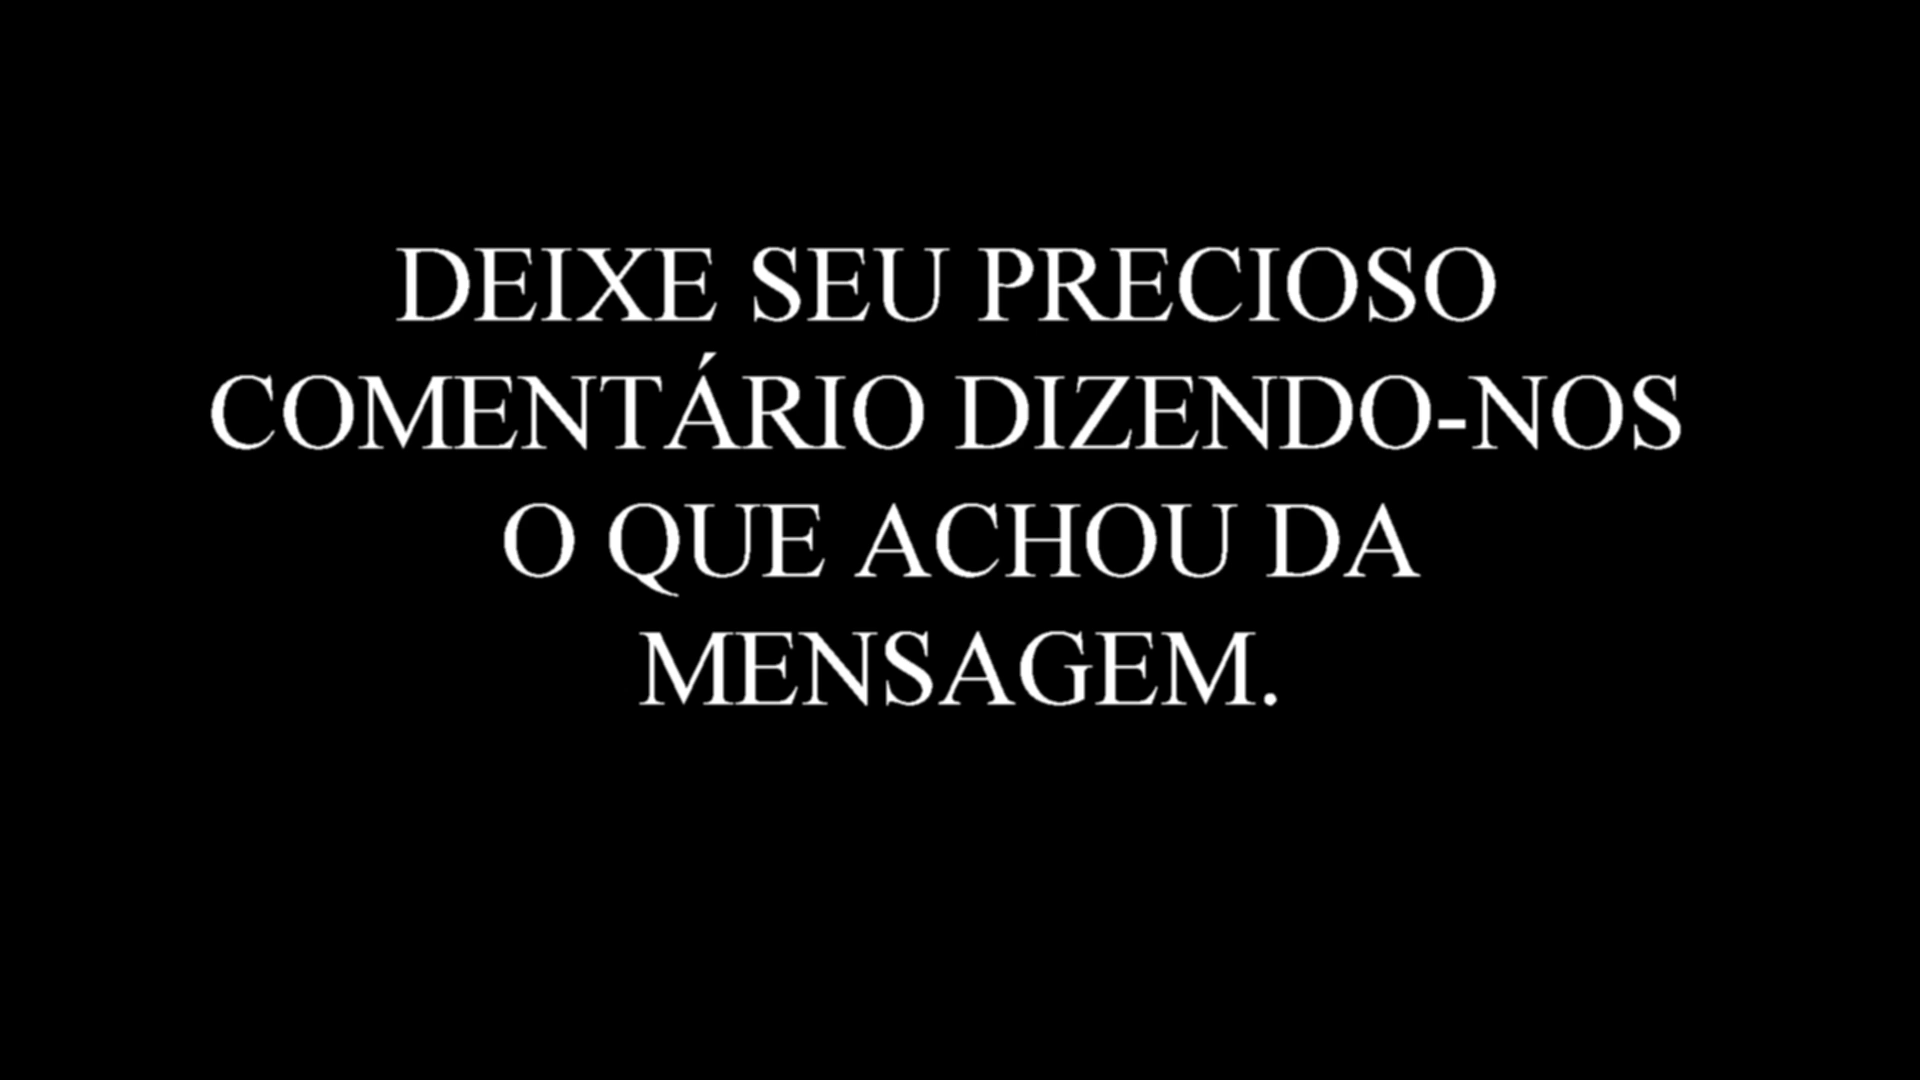 DEIXE SEU PRECIOSO
COMENTÁRIO DIZENDO-NOS
O QUE ACHOU DA
MENSAGEM.